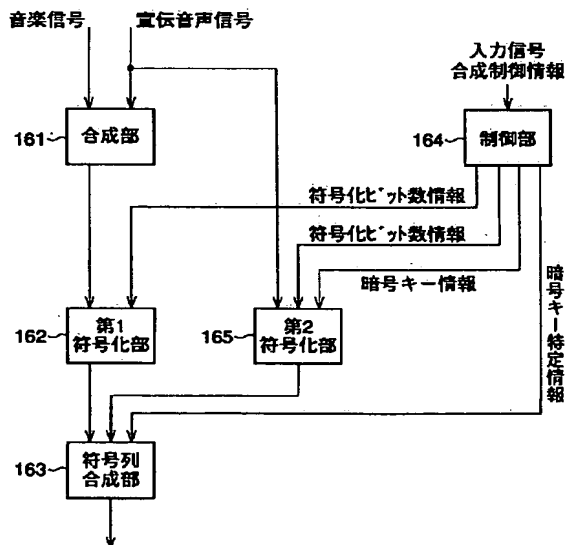 音楽信号
宣伝音声信号
入力信号
合成制御情報
161
合成部
164
制御部
符号化ビット数情報
符号化ビット数情報
暗号キー情報
暗号キー特定情報
162
第1
符号化部
165
第2
符号化部
163
符号列
合成部